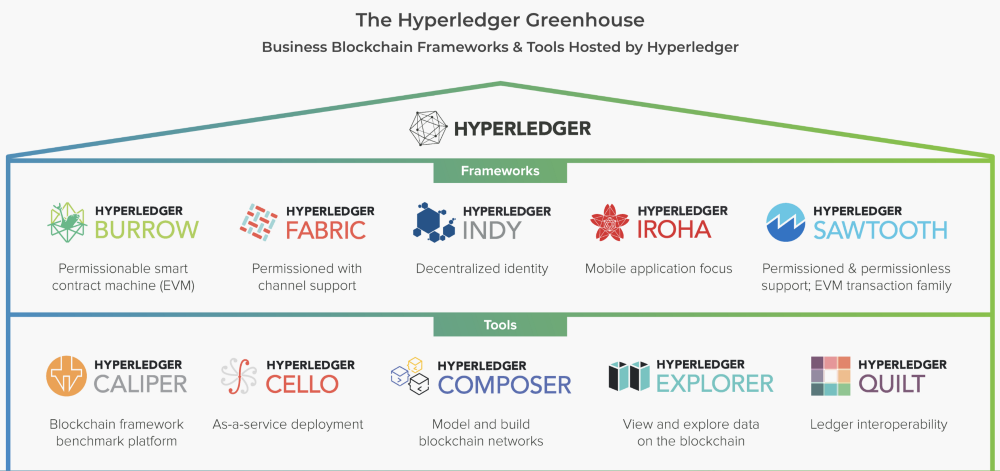 The Hyperledger Greenhouse
Business Blockchain Frameworks & Tools Hosted by Hyperledger
HYPERLEDGER
Frameworks
HYPERLEDGER
BURROW
Permissionable smart
contract machine (EVM)
HYPERLEDGER
FABRIC
Permissioned with
channel support
HYPERLEDGER
INDY
Decentralized identity
HYPERLEDGER
IROHA
Mobile application focus
HYPERLEDGER
SAWTOOTH
Permissioned & permissionless
support; EVM transaction family
Tools
HYPERLEDGER
CALIPER
Blockchain framework
benchmark platform
HYPERLEDGER
CELLO
As-a-service deployment
HYPERLEDGER
COMPOSER
Model and build
blockchain networks
HYPERLEDGER
EXPLORER
View and explore data
on the blockchain
HYPERLEDGER
QUILT
Ledger interoperability